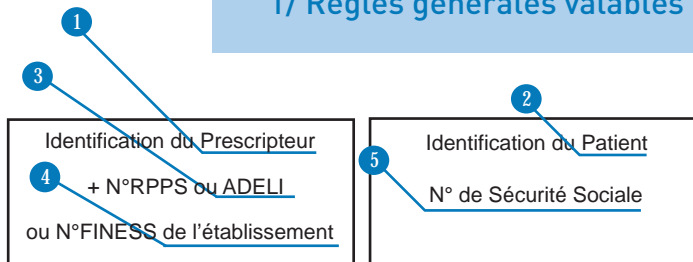 1/ Règles générales valables
1
3
2
Identification du Prescripteur
Identification du Patient
5
4
+ N°RPPS ou ADELI
N° de Sécurité Sociale
ou N°FINESS de l'établissement